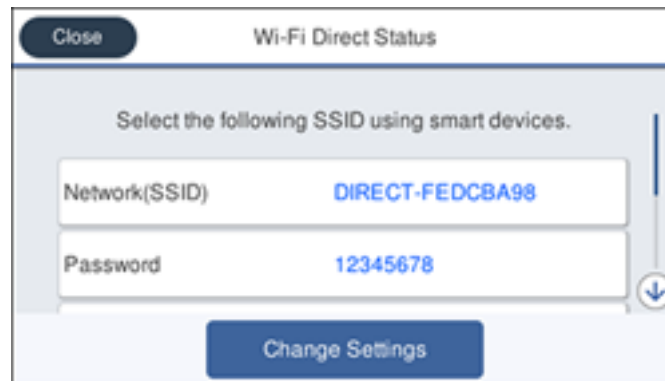 Close
Wi-Fi Direct Status
Select the following SSID using smart devices.
Network(SSID) DIRECT-FEDCBA98
Password 12345678
Change Settings